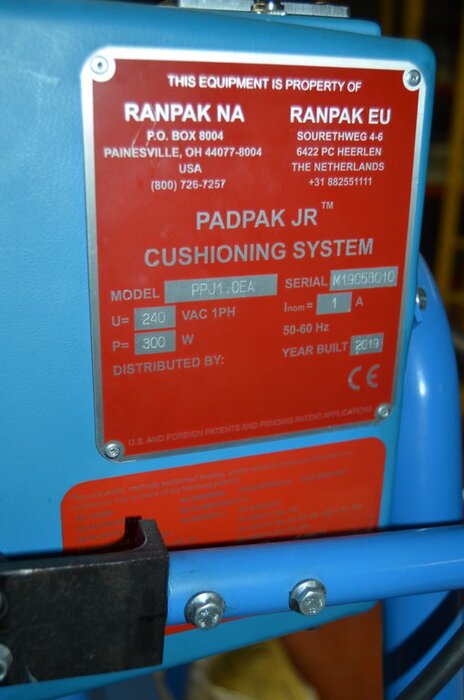 THIS EQUIPMENT IS PROPERTY OF
RANPAK NA
P.O. BOX 8004
PAINESVILLE, OH 44077-8004
USA
(800) 726-7257
RANPAK EU
SOURETHWEG 4-6
6422 PC HEERLEN
THE NETHERLANDS
+31 882551111
PADPAK JR™
CUSHIONING SYSTEM
MODEL PPJ1.0EA SERIAL M19053010
U= 240 VAC 1PH Inom= 1 A
50-60 Hz
P= 300 W YEAR BUILT 2019
DISTRIBUTED BY:
CE
U.S. AND FOREIGN PATENTS AND PENDING PATENT APPLICATIONS